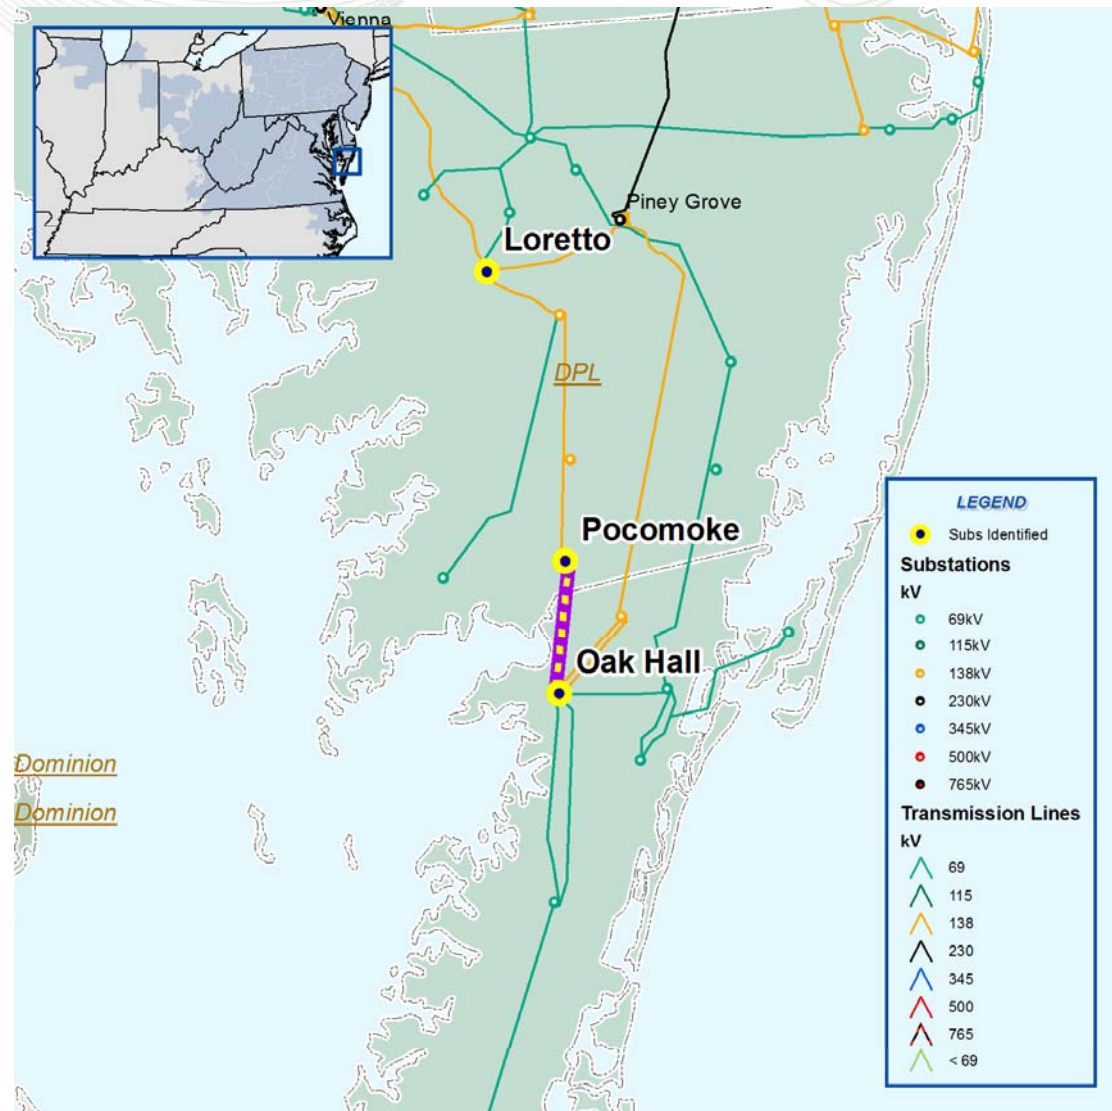 Vienna
Piney Grove
Loretto
DPL
Pocomoke
Oak Hall
Dominion
Dominion
LEGEND
Subs Identified
Substations
kV
69kV
115kV
138kV
230kV
345kV
500kV
765kV
Transmission Lines
kV
69
115
138
230
345
500
765
< 69